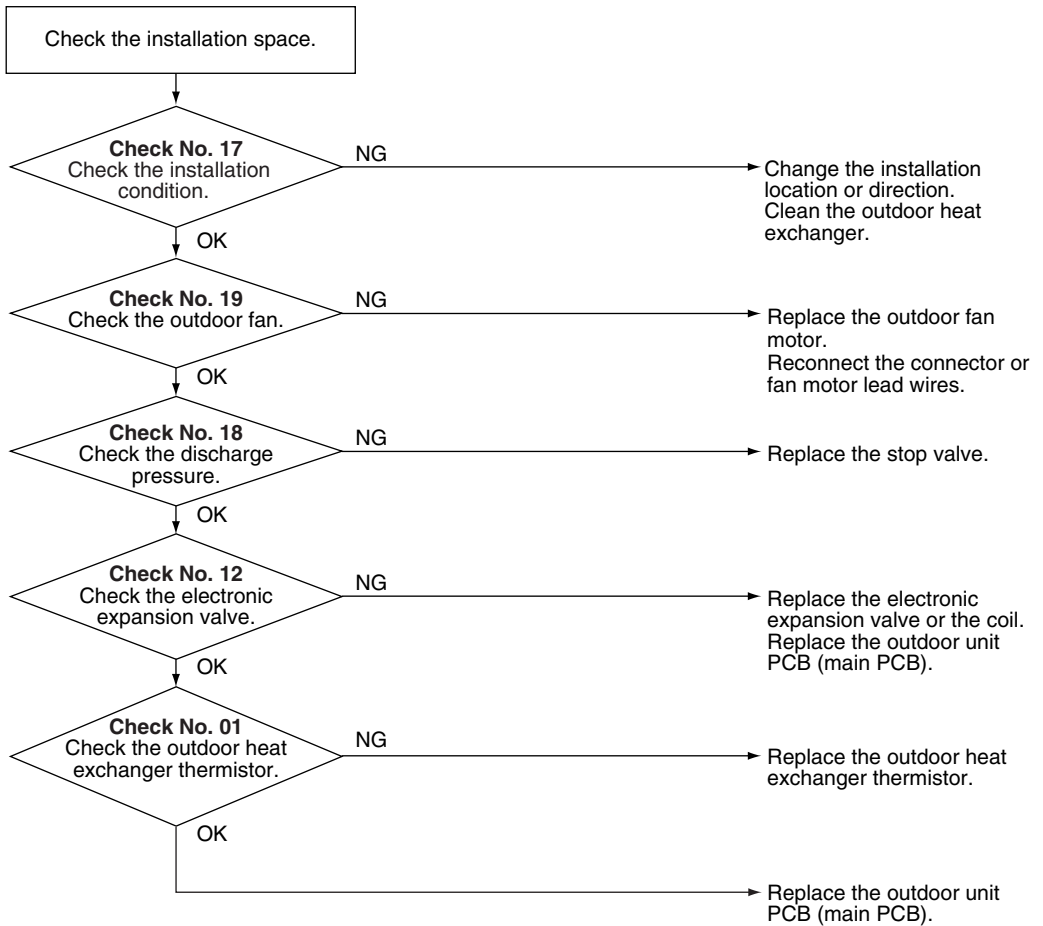 Check the installation space.
Check No. 17
Check the installation
condition.
NG
Change the installation
location or direction.
Clean the outdoor heat
exchanger.
OK
Check No. 19
Check the outdoor fan.
NG
Replace the outdoor fan
motor.
Reconnect the connector or
fan motor lead wires.
OK
Check No. 18
Check the discharge
pressure.
NG
Replace the stop valve.
OK
Check No. 12
Check the electronic
expansion valve.
NG
Replace the electronic
expansion valve or the coil.
Replace the outdoor unit
PCB (main PCB).
OK
Check No. 01
Check the outdoor heat
exchanger thermistor.
NG
Replace the outdoor heat
exchanger thermistor.
OK
Replace the outdoor unit
PCB (main PCB).